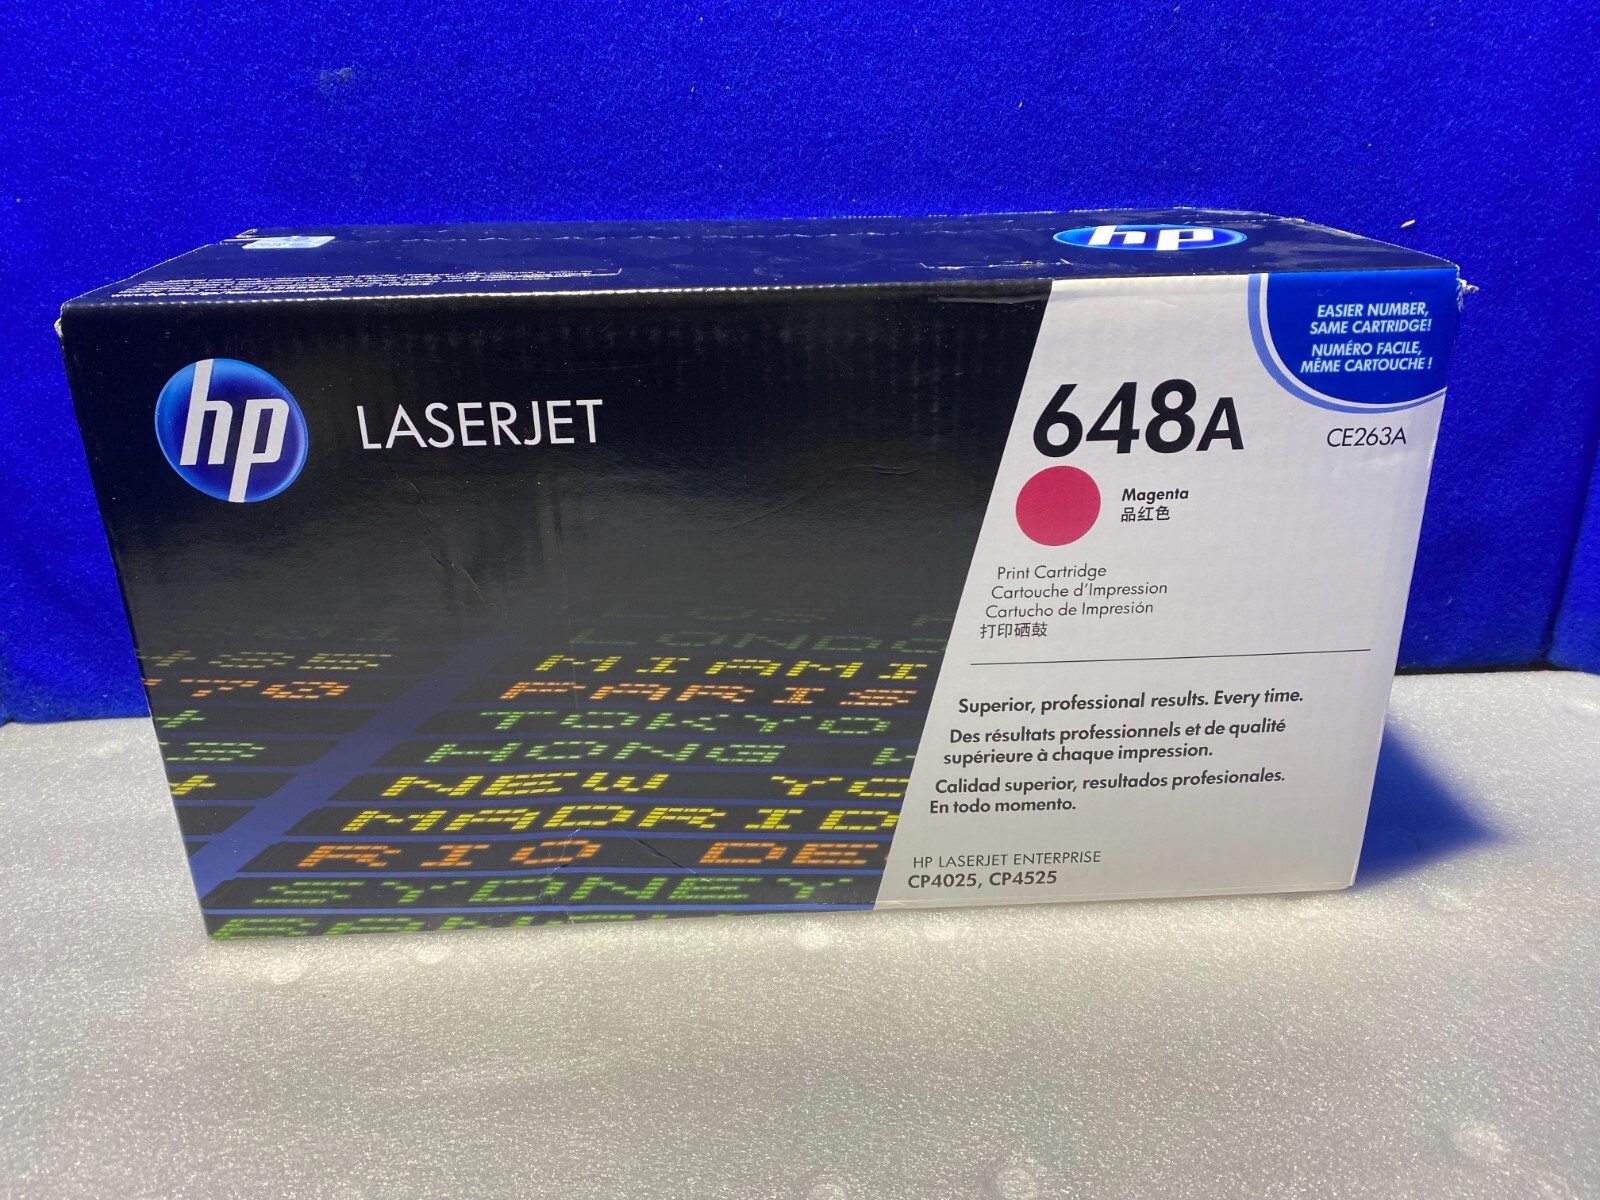 hp
hp LASERJET
EASIER NUMBER,
SAME CARTRIDGE!
NUMÉRO FACILE,
MÊME CARTOUCHE !
648A
CE263A
Magenta
品红色
Print Cartridge
Cartouche d'Impression
Cartucho de Impresión
打印硒鼓
Superior, professional results. Every time.
Des résultats professionnels et de qualité
supérieure à chaque impression.
Calidad superior, resultados profesionales.
En todo momento.
HP LASERJET ENTERPRISE
CP4025, CP4525
LONDO
MIAMI
PARIS
TOKYO
HONG K
NEW YO
MADRID
RIO DE
SYDNEY